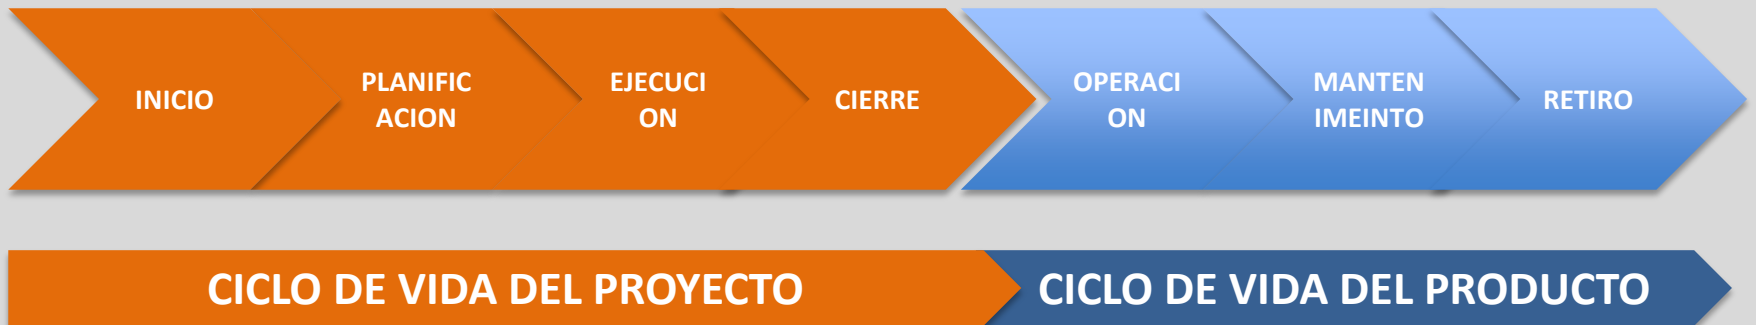 INICIO
PLANIFIC
ACION
EJECUCI
ON
CIERRE
OPERACI
ON
MANTEN
IMEINTO
RETIRO
CICLO DE VIDA DEL PROYECTO
CICLO DE VIDA DEL PRODUCTO